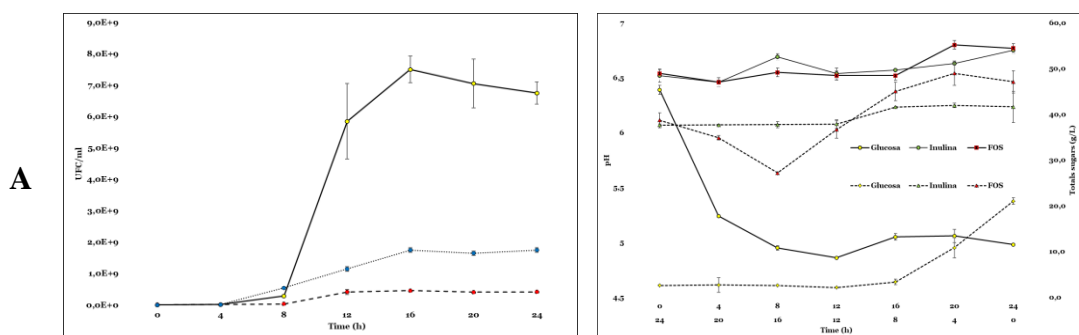 A
9,0E+9
8,0E+9
7,0E+9
6,0E+9
5,0E+9
4,0E+9
3,0E+9
2,0E+9
1,0E+9
0,0E+0
UFC/ml
0 4 8 12 16 20 24
Time (h)
7
6.5
6
5.5
5
4.5
pH
60,0
50,0
40,0
30,0
20,0
10,0
0,0
Totals sugars (g/L)
Glucosa Inulina FOS
Glucosa Inulina FOS
0 4 8 12 16 20 24
24 20 16 12 8 4 0
Time (h)